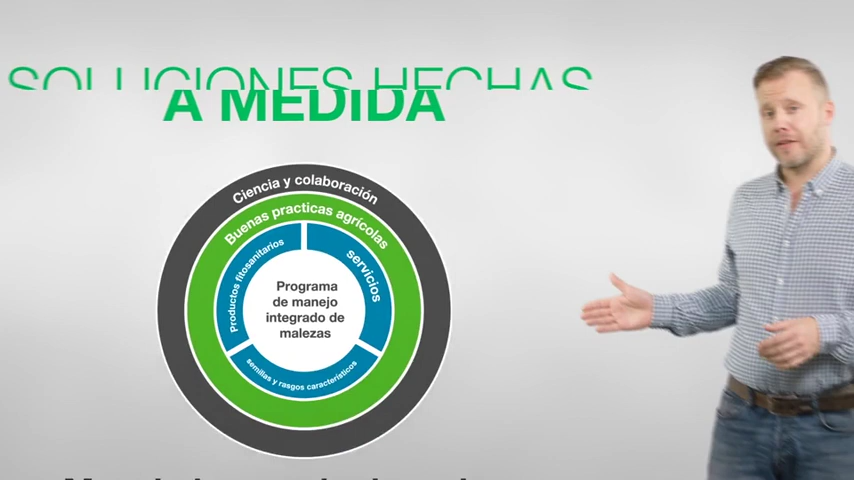 SOLUCIONES HECHAS
A MEDIDA
Ciencia y colaboración
Buenas practicas agrícolas
Productos fitosanitarios
servicios
Programa
de manejo
integrado de
malezas
semillas y rasgos característicos